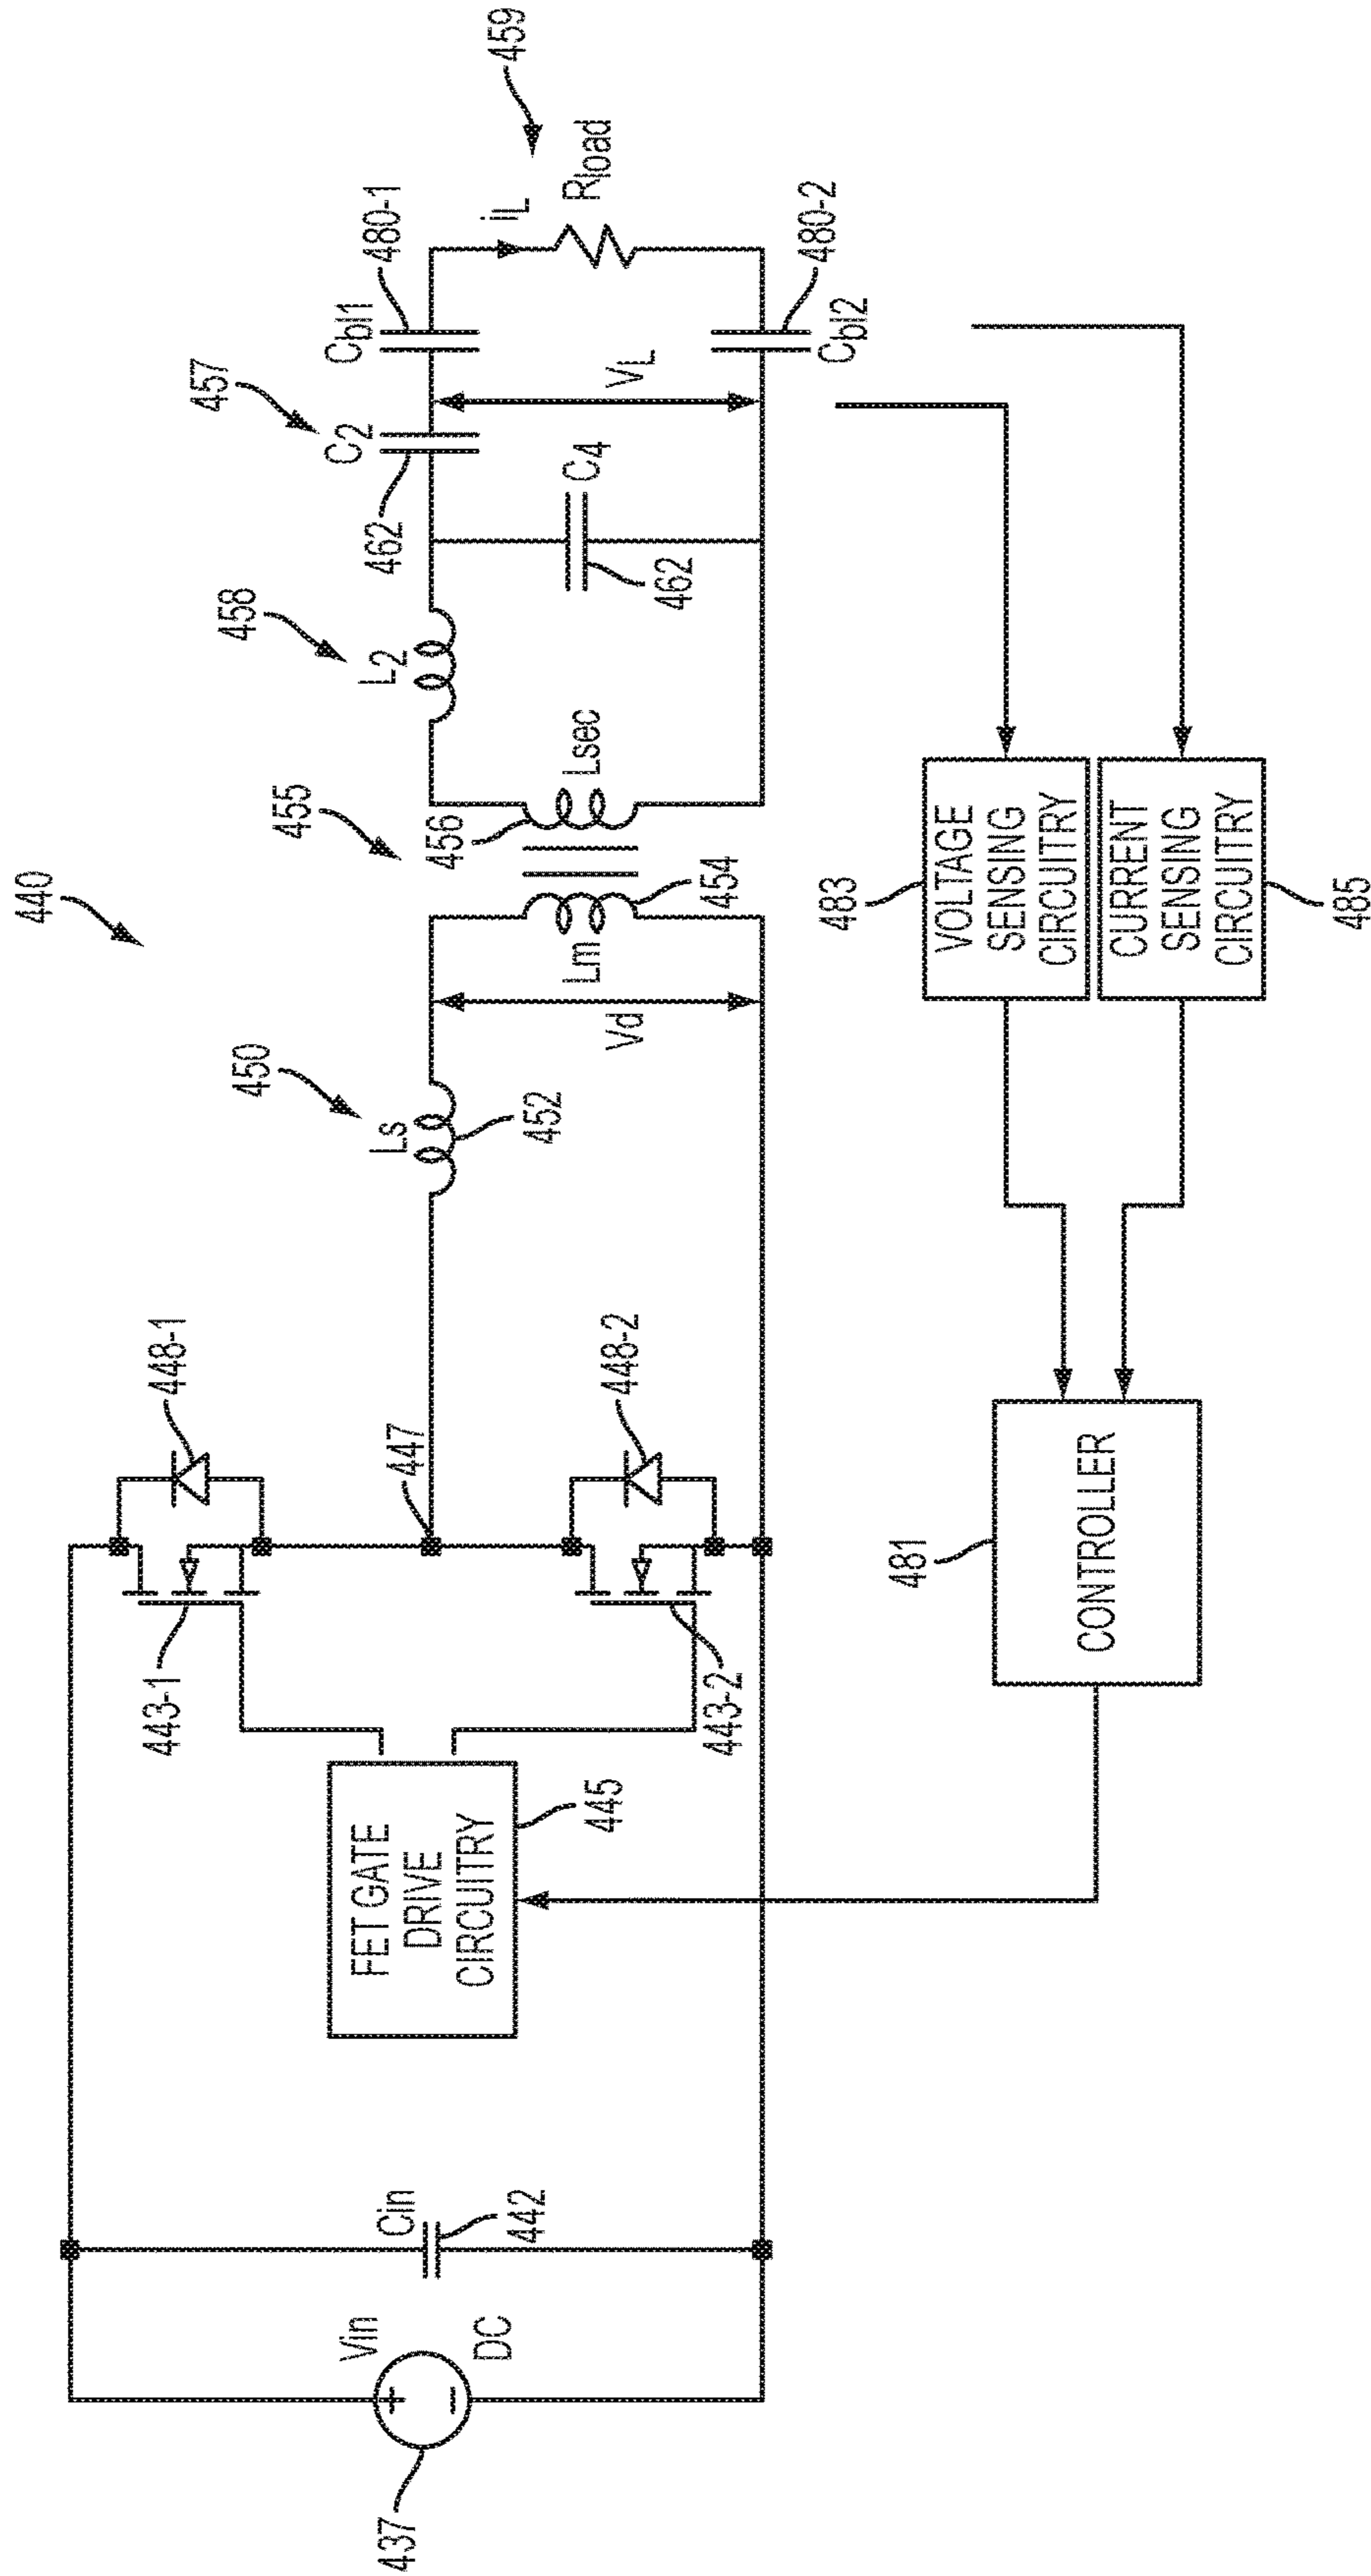 440
437
Vin
DC
Cin
442
FET GATE
DRIVE
CIRCUITRY
445
443-1
443-2
448-1
448-2
447
450
Ls
452
Vd
Lm
454
455
456
Lsec
458
L2
462
C2
457
C4
462
VL
Cbl1
480-1
Cbl2
480-2
iL
Rload
459
CONTROLLER
481
VOLTAGE
SENSING
CIRCUITRY
483
CURRENT
SENSING
CIRCUITRY
485